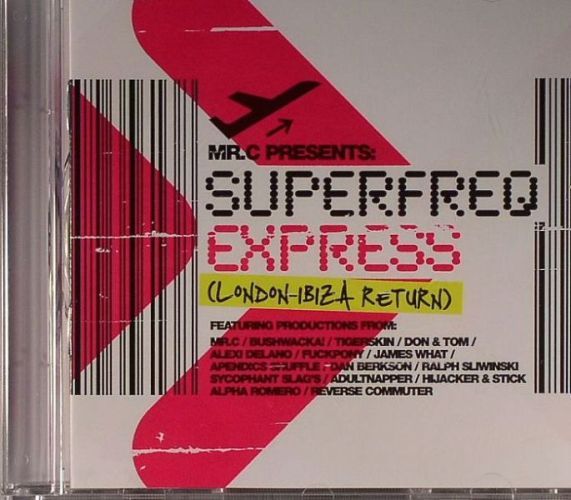 MR.C PRESENTS:
SUPERFREQ
EXPRESS
(LONDON-IBIZA RETURN)
FEATURING PRODUCTIONS FROM:
MR.C / BUSHWACKA! / TIGERSKIN / DON & TOM /
ALEXI DELANO / FUCKPONY / JAMES WHAT /
APENDICS SHUFFLE / DAN BERKSON / RALPH SLIWINSKI
SYCOPHANT SLAG'S / ADULTNAPPER / HIJACKER & STICK
ALPHA ROMERO / REVERSE COMMUTER